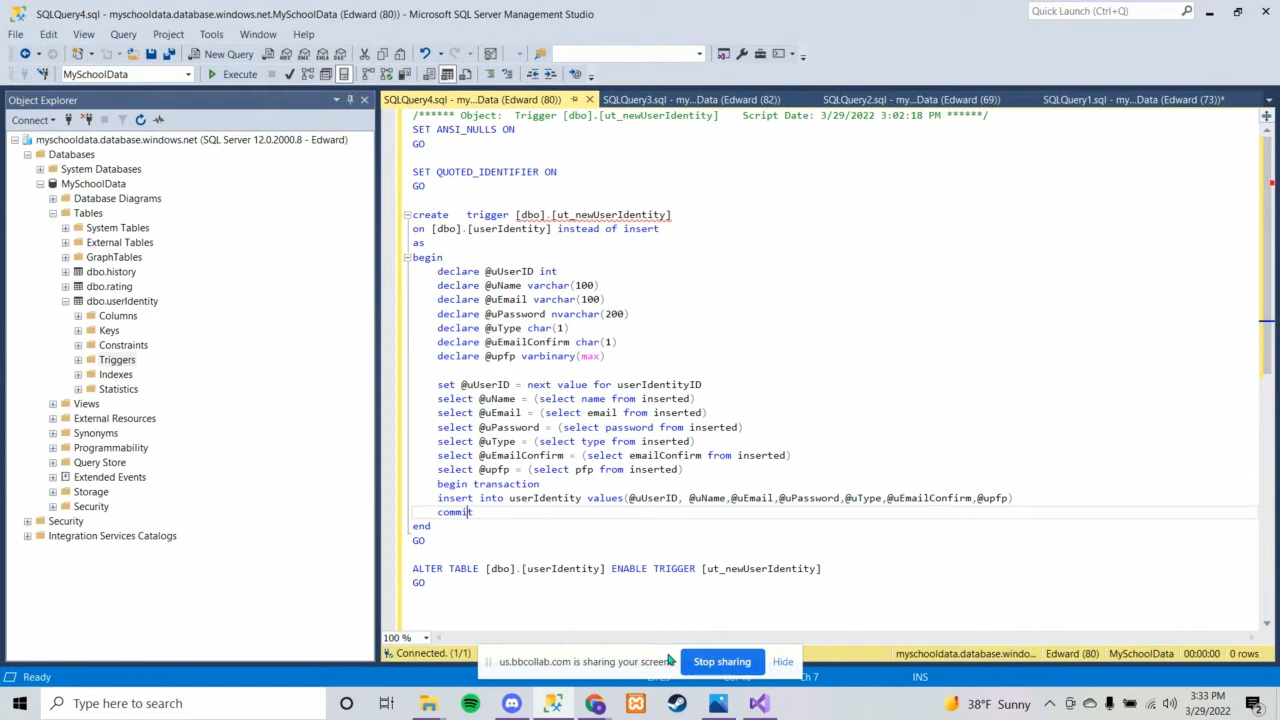 SQLQuery4.sql - myschooldata.database.windows.net.MySchoolData (Edward (80)) - Microsoft SQL Server Management Studio
Quick Launch (Ctrl+Q)
File Edit View Query Project Tools Window Help
New Query
MySchoolData Execute
Object Explorer
SQLQuery4.sql - my...Data (Edward (80)) SQLQuery3.sql - my...Data (Edward (82)) SQLQuery2.sql - my...Data (Edward (69)) SQLQuery1.sql - my...Data (Edward (73))*
Connect
myschooldata.database.windows.net (SQL Server 12.0.2000.8 - Edward)
Databases
System Databases
MySchoolData
Database Diagrams
Tables
System Tables
External Tables
GraphTables
dbo.history
dbo.rating
dbo.userIdentity
Columns
Keys
Constraints
Triggers
Indexes
Statistics
Views
External Resources
Synonyms
Programmability
Query Store
Extended Events
Storage
Security
Security
Integration Services Catalogs
/****** Object:  Trigger [dbo].[ut_newUserIdentity]    Script Date: 3/29/2022 3:02:18 PM ******/
SET ANSI_NULLS ON
GO
SET QUOTED_IDENTIFIER ON
GO
create   trigger [dbo].[ut_newUserIdentity]
on [dbo].[userIdentity] instead of insert
as
begin
declare @uUserID int
declare @uName varchar(100)
declare @uEmail varchar(100)
declare @uPassword nvarchar(200)
declare @uType char(1)
declare @uEmailConfirm char(1)
declare @upfp varbinary(max)
set @uUserID = next value for userIdentityID
select @uName = (select name from inserted)
select @uEmail = (select email from inserted)
select @uPassword = (select password from inserted)
select @uType = (select type from inserted)
select @uEmailConfirm = (select emailConfirm from inserted)
select @upfp = (select pfp from inserted)
begin transaction
insert into userIdentity values(@uUserID, @uName,@uEmail,@uPassword,@uType,@uEmailConfirm,@upfp)
commit
end
GO
ALTER TABLE [dbo].[userIdentity] ENABLE TRIGGER [ut_newUserIdentity]
GO
100 %
Connected. (1/1) myschooldata.database.windo... Edward (80) MySchoolData 00:00:00 0 rows
us.bbcollab.com is sharing your screen. Stop sharing Hide
Ready Ch 7 INS
Type here to search
38°F Sunny
3:33 PM
3/29/2022
2